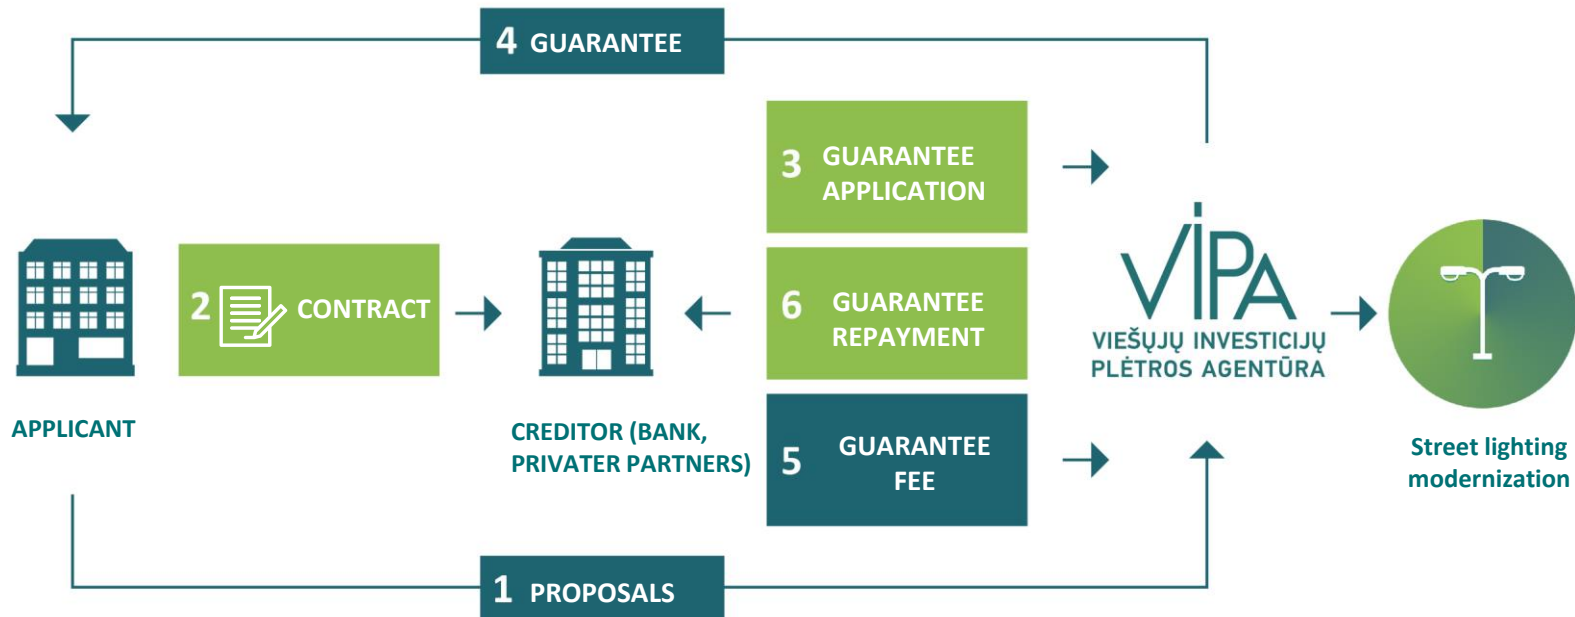 4 GUARANTEE
3 GUARANTEE
APPLICATION
2 CONTRACT
6 GUARANTEE
REPAYMENT
VIPA
VIEŠŲJŲ INVESTICIJŲ
PLĖTROS AGENTŪRA
APPLICANT
CREDITOR (BANK,
PRIVATER PARTNERS)
5 GUARANTEE
FEE
Street lighting
modernization
1 PROPOSALS